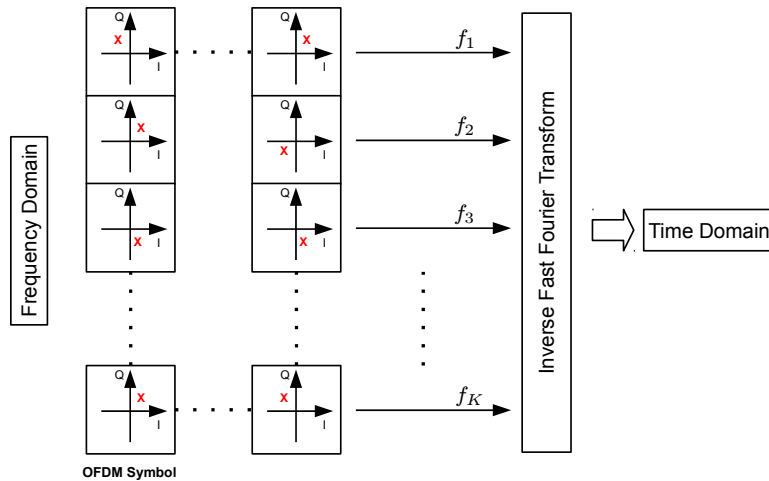 Frequency Domain
Q
X
I
Q
X
I
f1
Q
X
I
Q
X
I
f2
Q
X
I
Q
X
I
f3
Q
X
I
Q
X
I
fK
OFDM Symbol
Inverse Fast Fourier Transform
Time Domain